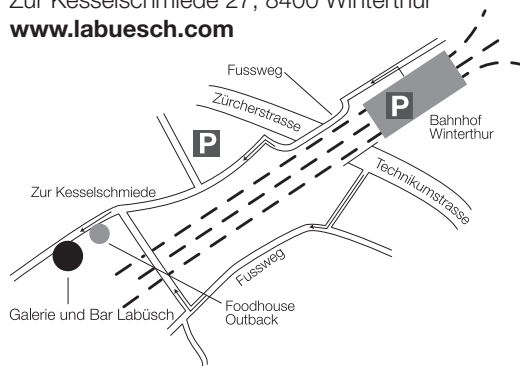 Zur Kesselschmiede 27, 8400 Winterthur
www.labuesch.com
Fussweg
Zürcherstrasse
P
P
Bahnhof
Winterthur
Technikumstrasse
Zur Kesselschmiede
Fussweg
Galerie und Bar Labüsch
Foodhouse
Outback